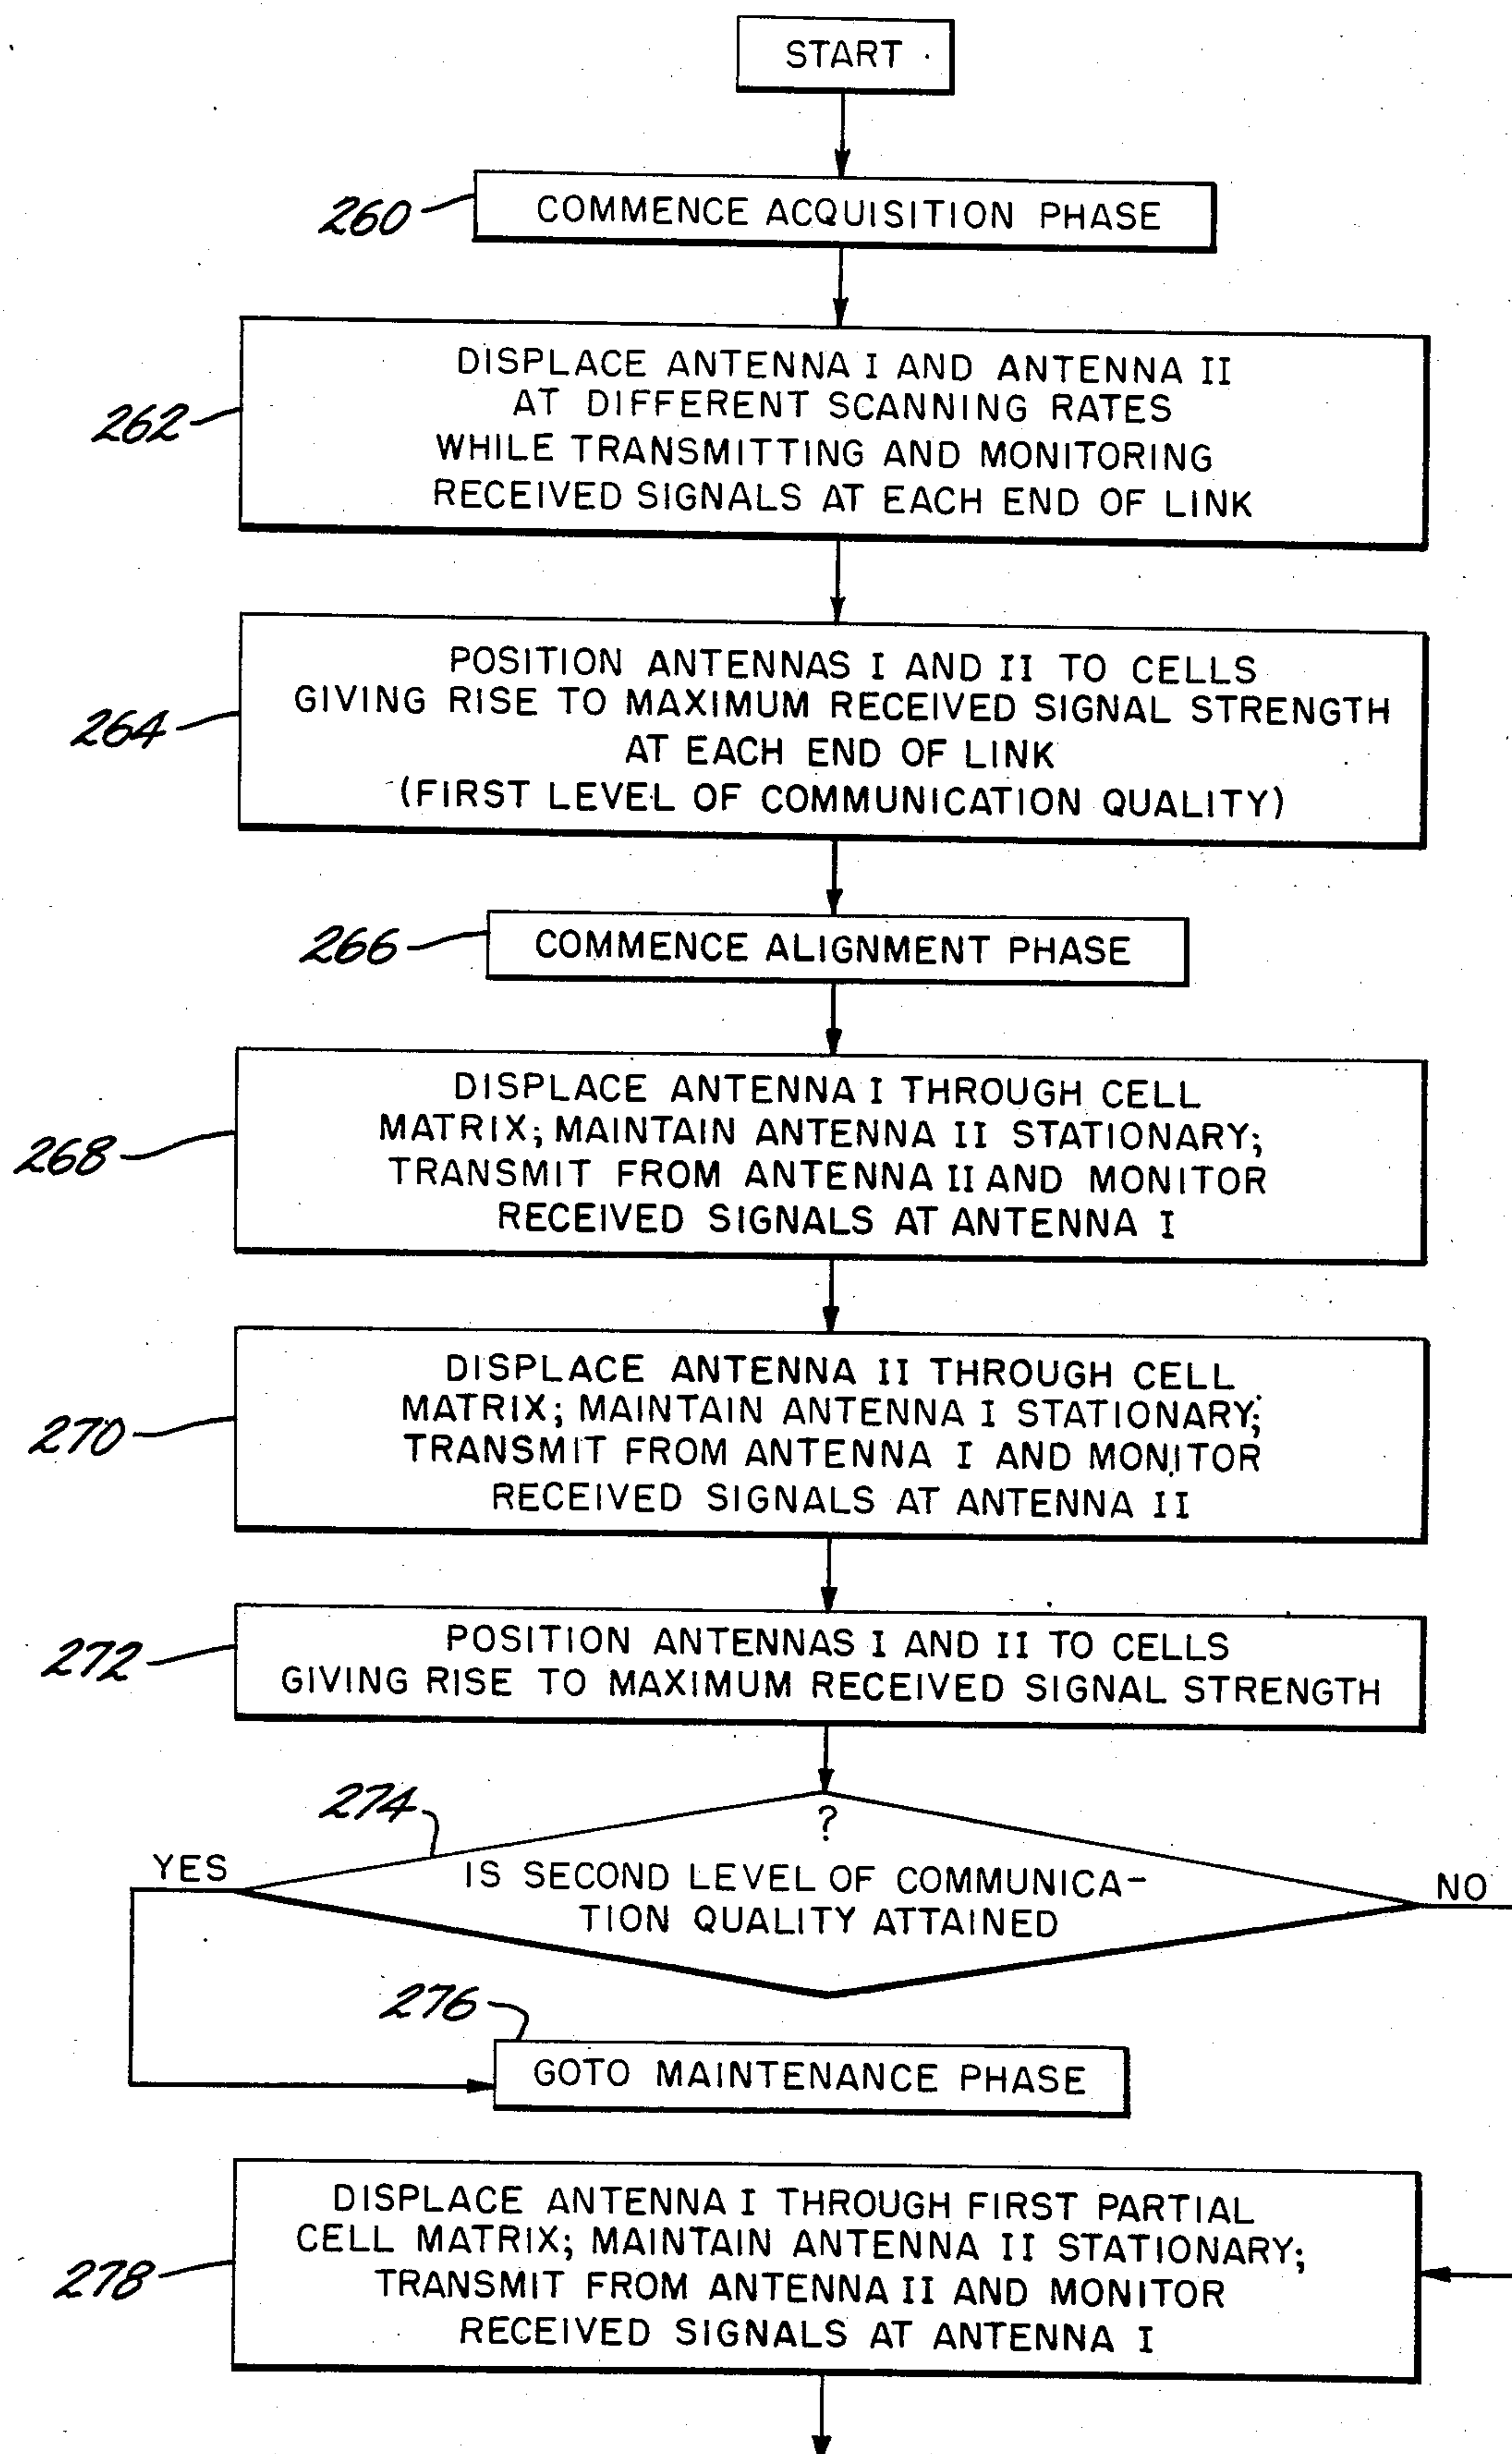 START
260
COMMENCE ACQUISITION PHASE
262
DISPLACE ANTENNA I AND ANTENNA II
AT DIFFERENT SCANNING RATES
WHILE TRANSMITTING AND MONITORING
RECEIVED SIGNALS AT EACH END OF LINK
264
POSITION ANTENNAS I AND II TO CELLS
GIVING RISE TO MAXIMUM RECEIVED SIGNAL STRENGTH
AT EACH END OF LINK
(FIRST LEVEL OF COMMUNICATION QUALITY)
266
COMMENCE ALIGNMENT PHASE
268
DISPLACE ANTENNA I THROUGH CELL
MATRIX; MAINTAIN ANTENNA II STATIONARY;
TRANSMIT FROM ANTENNA II AND MONITOR
RECEIVED SIGNALS AT ANTENNA I
270
DISPLACE ANTENNA II THROUGH CELL
MATRIX; MAINTAIN ANTENNA I STATIONARY;
TRANSMIT FROM ANTENNA I AND MONITOR
RECEIVED SIGNALS AT ANTENNA II
272
POSITION ANTENNAS I AND II TO CELLS
GIVING RISE TO MAXIMUM RECEIVED SIGNAL STRENGTH
274
?
YES
IS SECOND LEVEL OF COMMUNICA-
TION QUALITY ATTAINED
NO
276
GOTO MAINTENANCE PHASE
278
DISPLACE ANTENNA I THROUGH FIRST PARTIAL
CELL MATRIX; MAINTAIN ANTENNA II STATIONARY;
TRANSMIT FROM ANTENNA II AND MONITOR
RECEIVED SIGNALS AT ANTENNA I